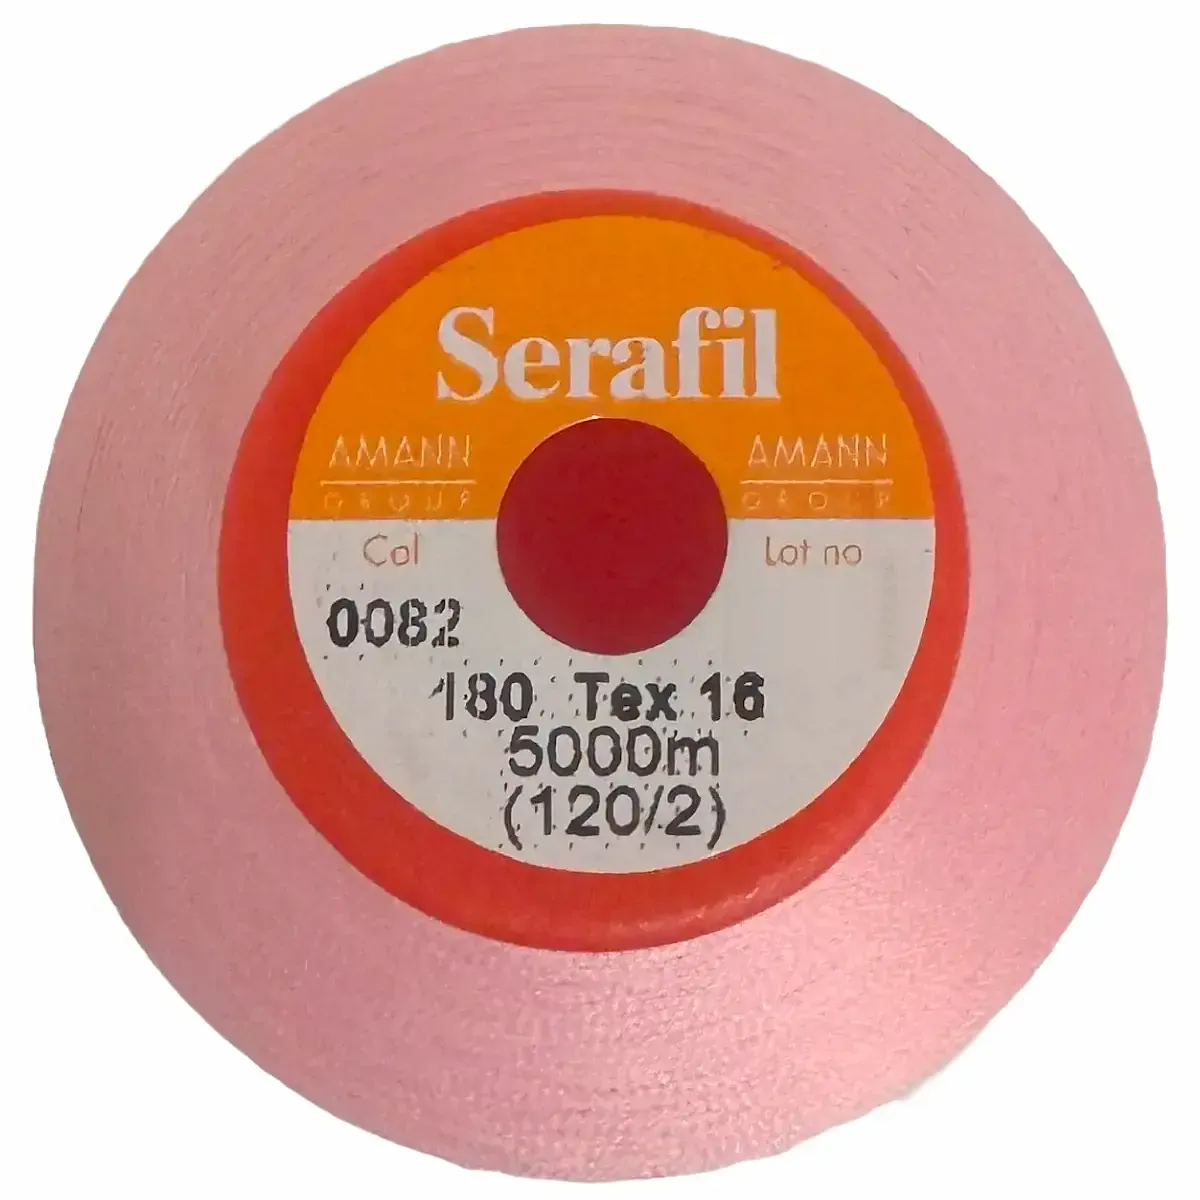 Serafil
AMANN AMANN
GROUP GROUP
Col Lot no
0082
180 Tex 16
5000m
(120/2)